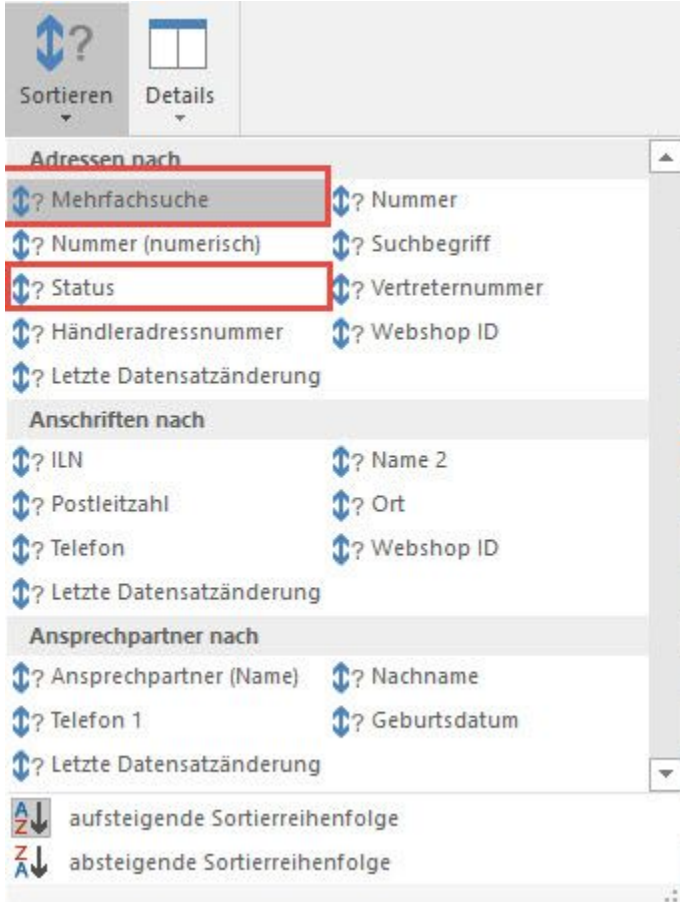 Sortieren Details
Adressen nach
? Mehrfachsuche ? Nummer
? Nummer (numerisch) ? Suchbegriff
? Status ? Vertreternummer
? Händleradressnummer ? Webshop ID
? Letzte Datensatzänderung
Anschriften nach
? ILN ? Name 2
? Postleitzahl ? Ort
? Telefon ? Webshop ID
? Letzte Datensatzänderung
Ansprechpartner nach
? Ansprechpartner (Name) ? Nachname
? Telefon 1 ? Geburtsdatum
? Letzte Datensatzänderung
AZ aufsteigende Sortierreihenfolge
ZA absteigende Sortierreihenfolge